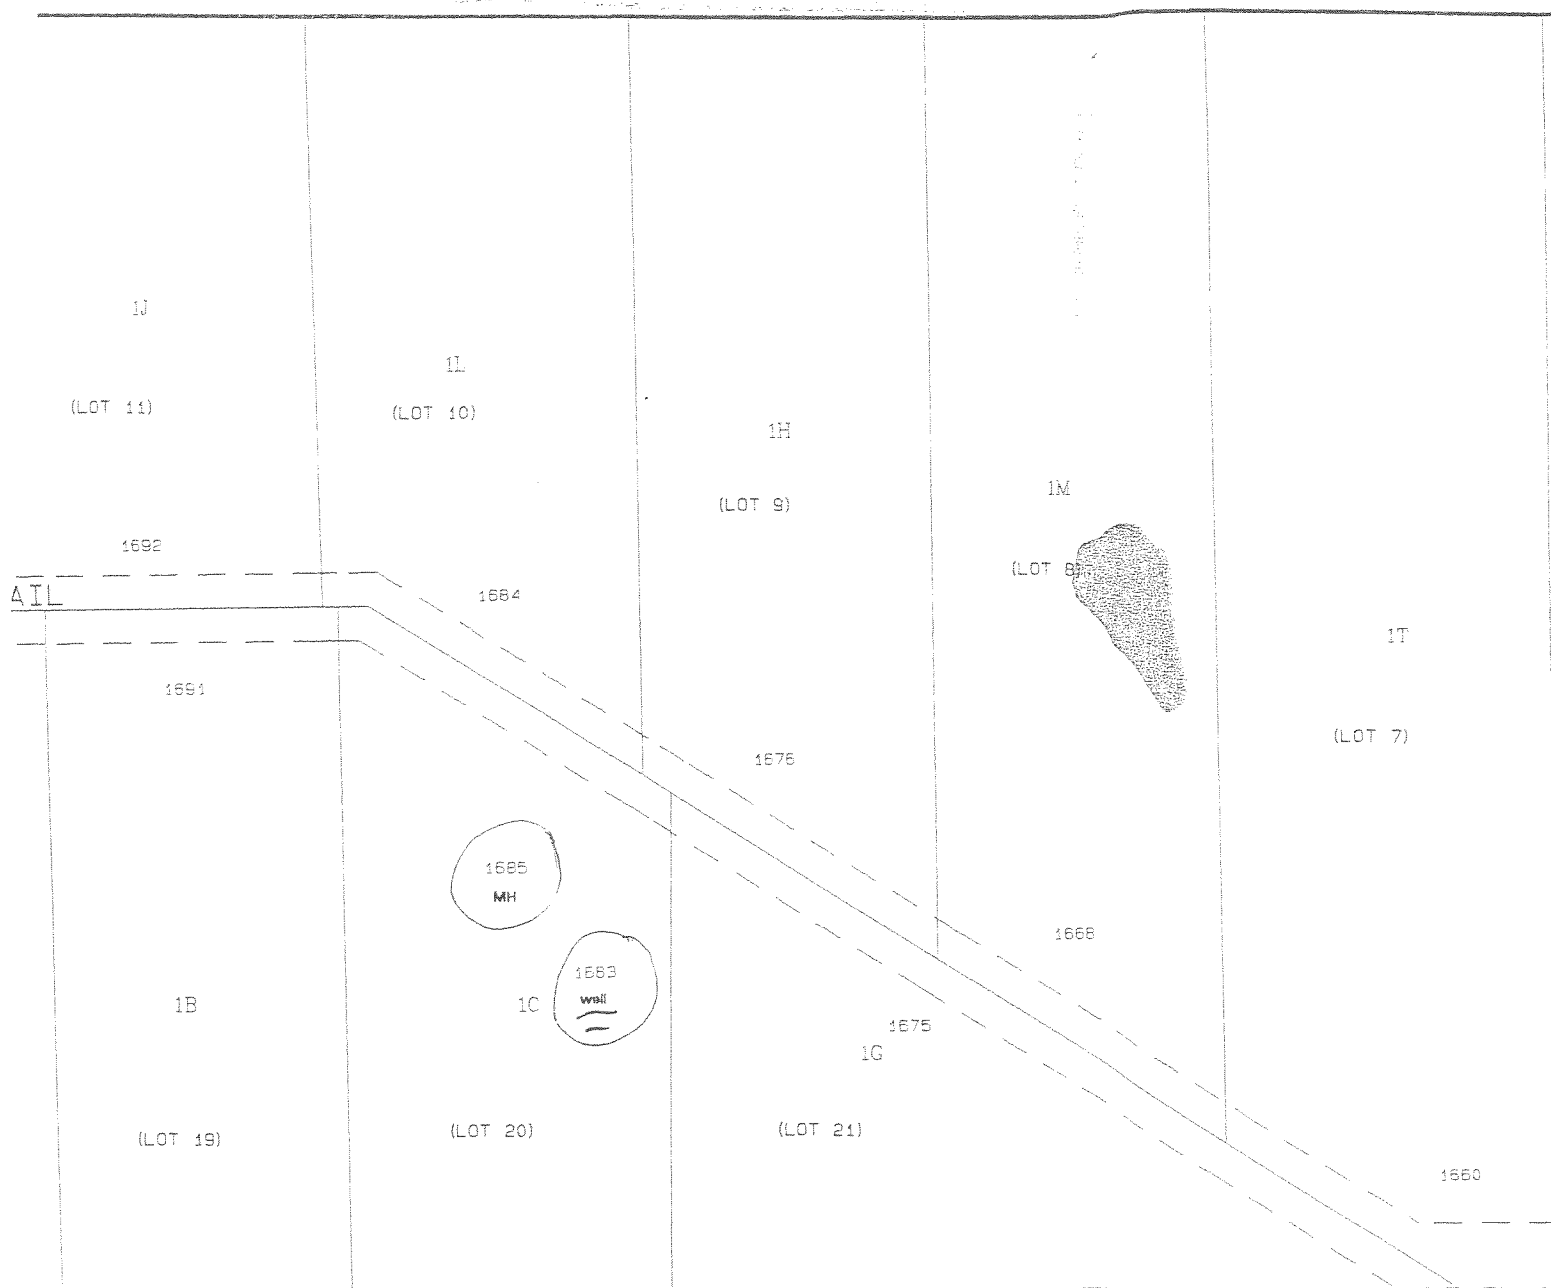 1J
1L
(LOT 11)
(LOT 10)
1H
1M
(LOT 9)
1692
(LOT 8)
AIL
1684
1T
1691
(LOT 7)
1676
1685
MH
1668
1683
well
1B
1C
1675
1G
(LOT 19)
(LOT 20)
(LOT 21)
1660